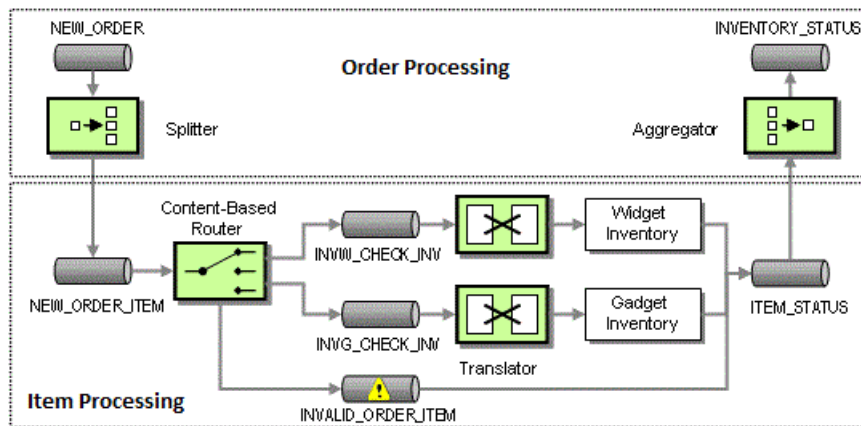 NEW_ORDER
INVENTORY_STATUS
Order Processing
Splitter
Aggregator
Content-Based
Router
Widget
Inventory
INVW_CHECK_INV
NEW_ORDER_ITEM
Gadget
Inventory
ITEM_STATUS
INVG_CHECK_INV
Translator
Item Processing
INVALID_ORDER_ITEM